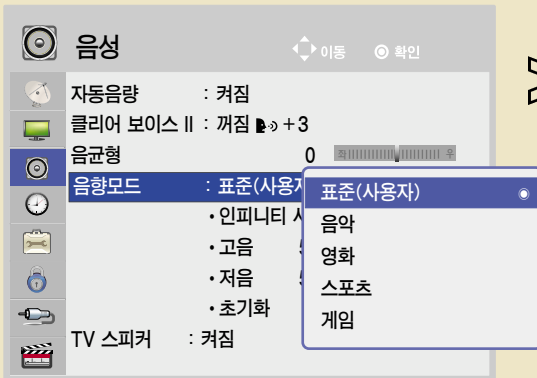 음성 이동 ◎ 확인
자동음량 : 켜짐
클리어 보이스 II : 꺼짐 +3
음균형 0 좌 우
음향모드 : 표준(사용자
• 인피니티
• 고음
• 저음
• 초기화
TV 스피커 : 켜짐
표준(사용자) ◉
음악
영화
스포츠
게임